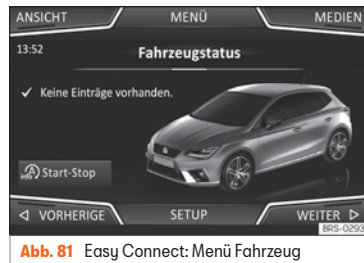 ANSICHT MENÜ MEDIEN
13:52 Fahrzeugstatus
✓ Keine Einträge vorhanden.
Start-Stop
◁ VORHERIGE SETUP WEITER ▷
BRS-0293
Abb. 81 Easy Connect: Menü Fahrzeug